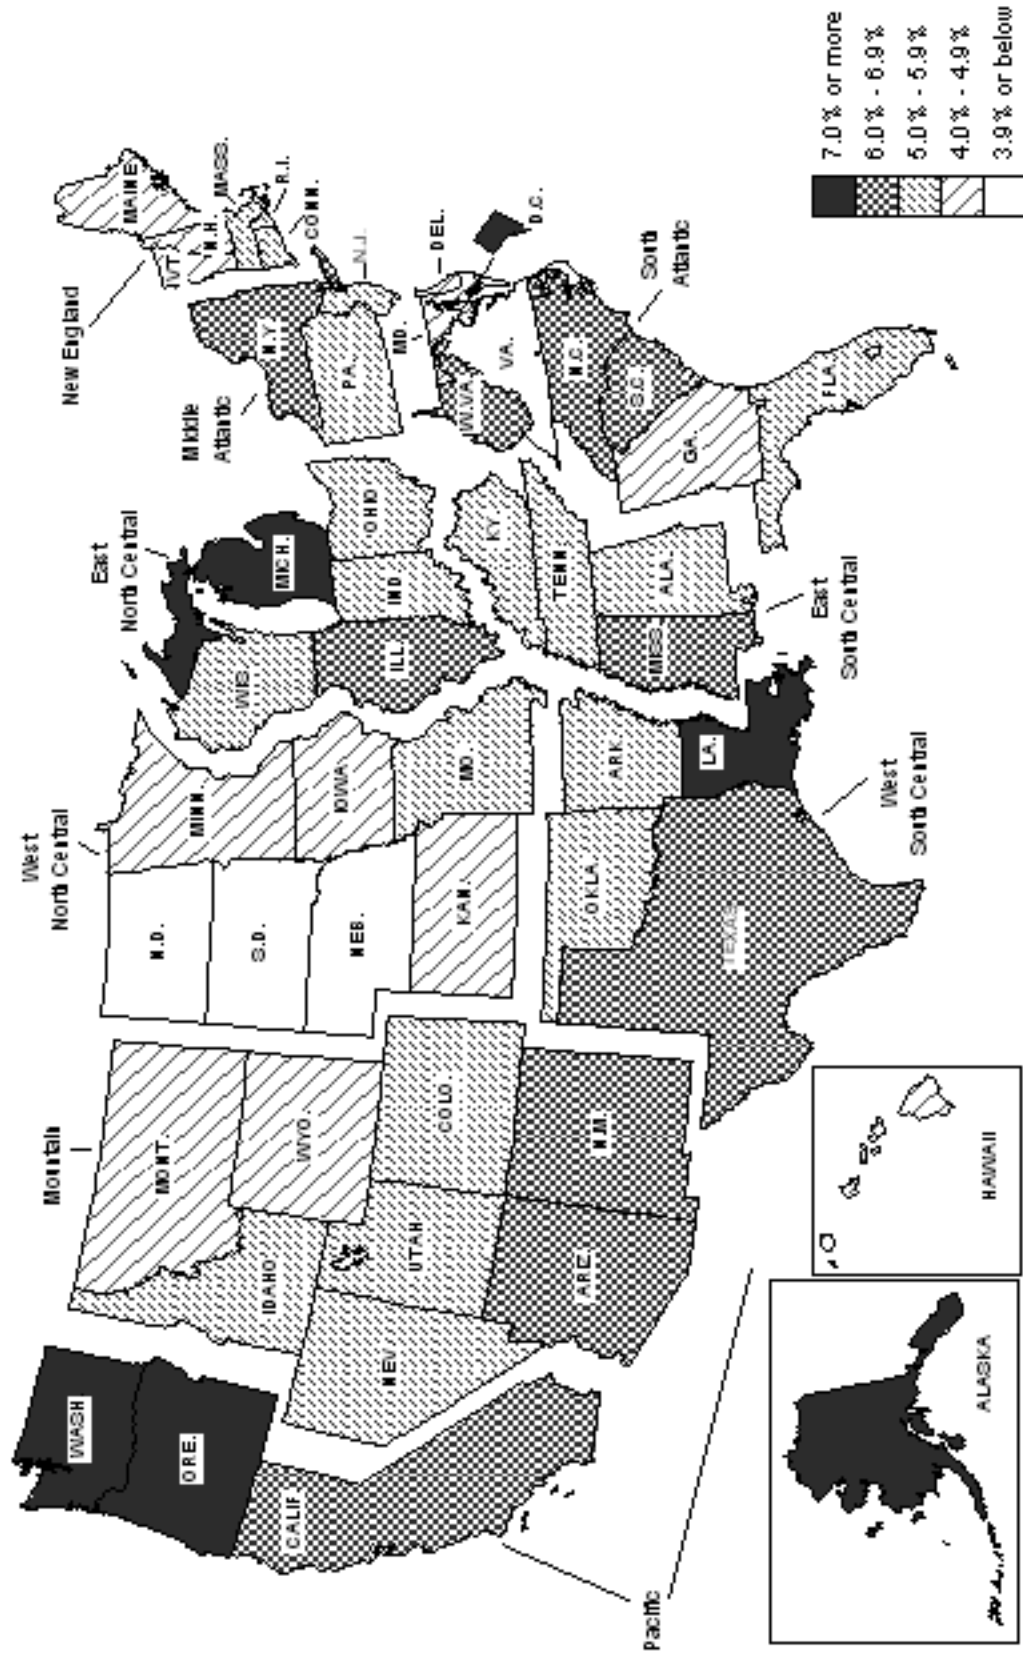 New England
MAINE
VT.
N.H.
MASS.
R.I.
CONN.
Middle
Atlantic
N.Y.
N.J.
PA.
DEL.
D.C.
MD.
W.VA.
VA.
N.C.
S.C.
GA.
FLA.
South
Atlantic
East
North Central
MICH.
OHIO
IND
ILL.
WIS.
KY.
TENN
ALA.
MISS.
East
South Central
West
North Central
MINN.
IOWA
MO.
N.D.
S.D.
NEB.
KAN.
ARK.
LA.
OKLA
TEXAS
West
South Central
Mountain
MONT.
WYO.
IDAHO
COLO
UTAH
NEV.
N.M.
ARIZ.
WASH
ORE.
CALIF.
Pacific
ALASKA
HAWAII
7.0% or more
6.0% - 6.9%
5.0% - 5.9%
4.0% - 4.9%
3.9% or below